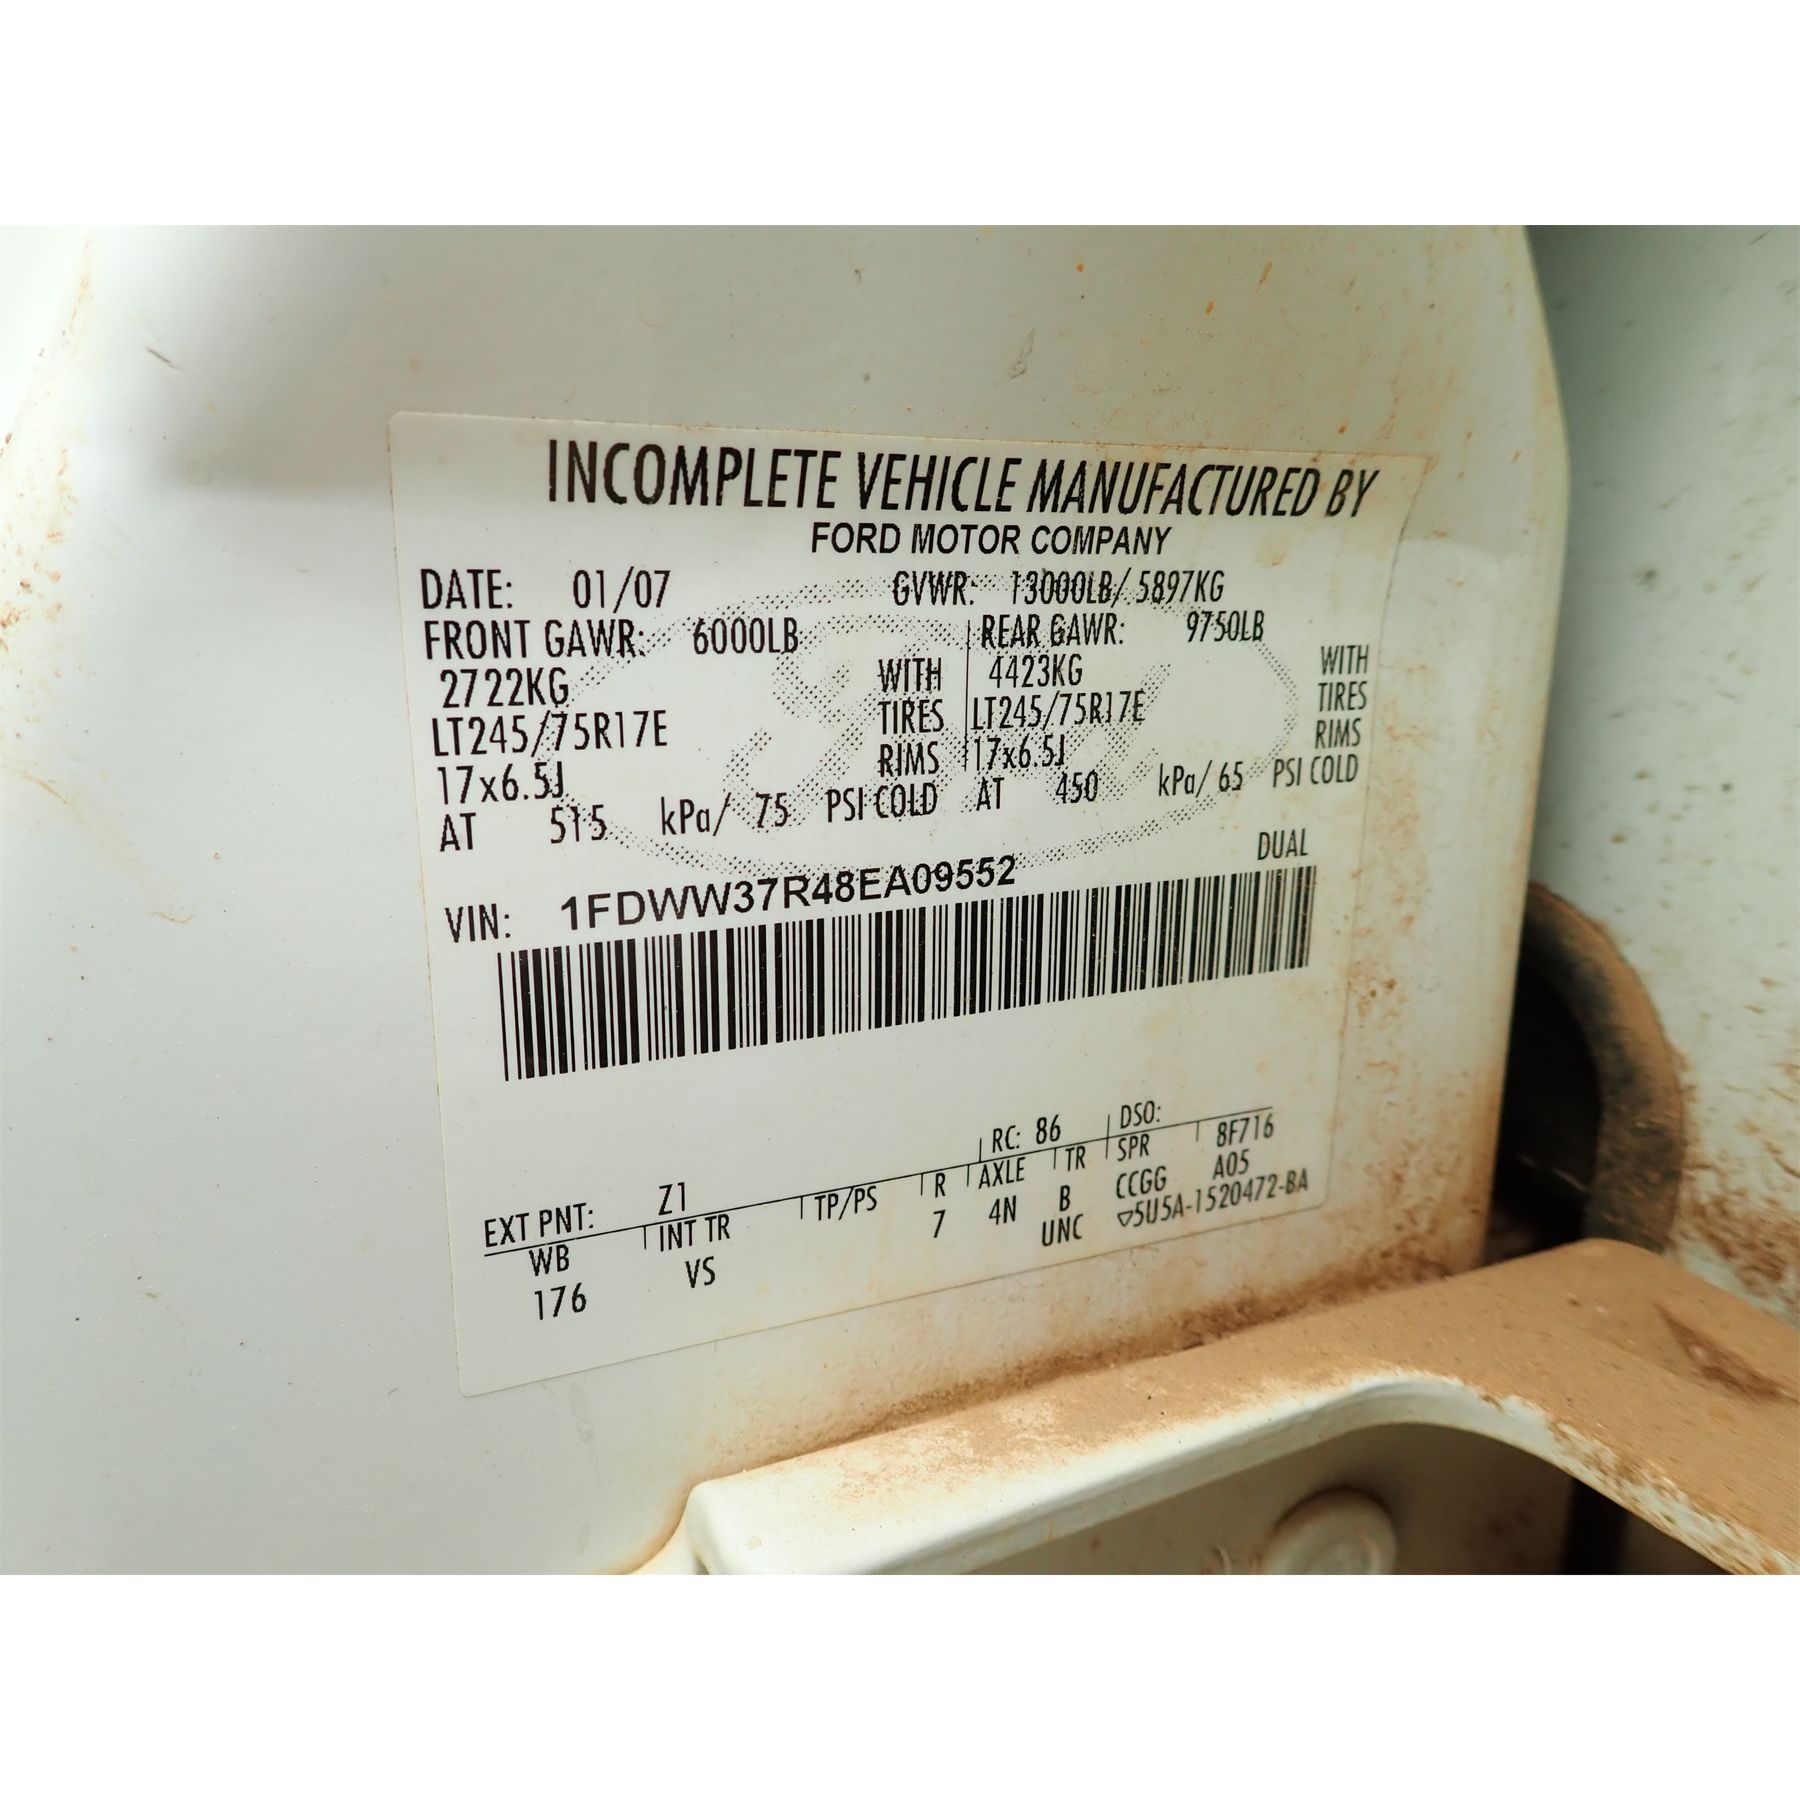 INCOMPLETE VEHICLE MANUFACTURED BY
FORD MOTOR COMPANY
DATE: 01/07 GVWR: 13000LB/ 5897KG
FRONT GAWR: 6000LB REAR GAWR: 9750LB
2722KG WITH 4423KG WITH
LT245/75R17E TIRES LT245/75R17E TIRES
17x6.5J RIMS 17x6.5J RIMS
AT 515 kPa/ 75 PSI COLD AT 450 kPa/ 65 PSI COLD
DUAL
VIN: 1FDWW37R48EA09552
EXT PNT: Z1 RC: 86 DSO:
WB INT TR TP/PS R AXLE TR SPR 8F716
176 VS 7 4N B CCGG A05
UNC ▽5U5A-1520472-BA